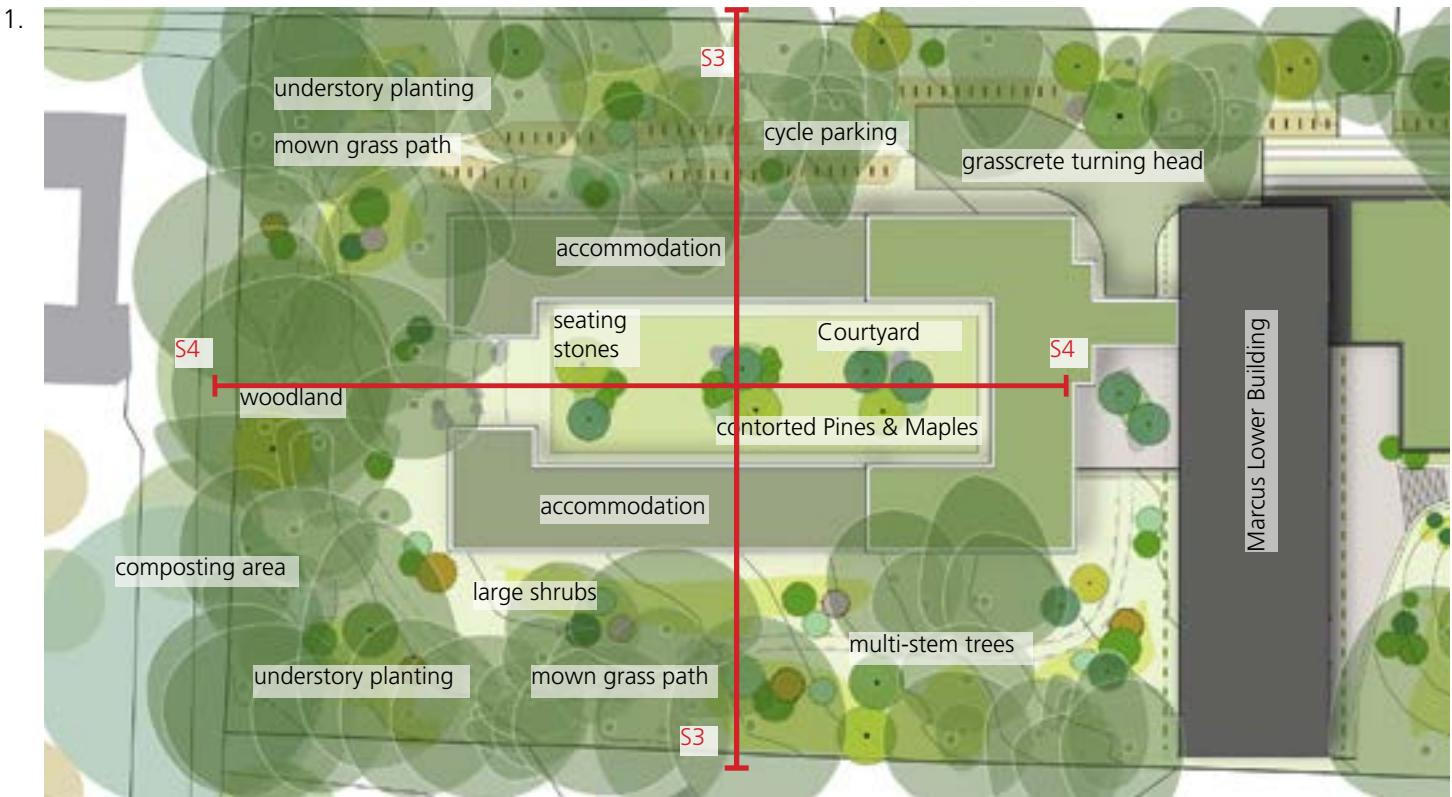 1.
S3
understory planting
cycle parking
mown grass path
grasscrete turning head
accommodation
seating
stones
Courtyard
S4
S4
woodland
contorted Pines & Maples
Marcus Lower Building
accommodation
composting area
large shrubs
multi-stem trees
understory planting
mown grass path
S3